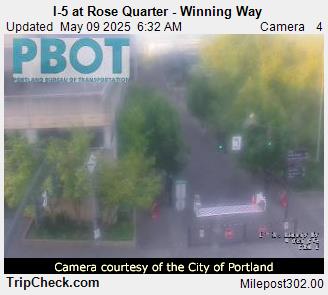 I-5 at Rose Quarter - Winning Way
Updated May 09 2025 6:32 AM Camera 4
PBOT
PORTLAND BUREAU OF TRANSPORTATION
Camera courtesy of the City of Portland
TripCheck.com Milepost302.00